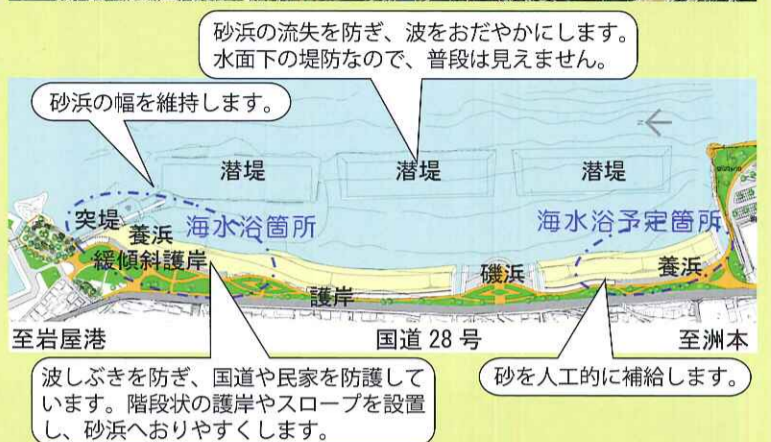 砂浜の流失を防ぎ、波をおだやかにします。
水面下の堤防なので、普段は見えません。
砂浜の幅を維持します。
N
潜堤
潜堤
潜堤
突堤
海水浴箇所
海水浴予定箇所
養浜
緩傾斜護岸
護岸
磯浜
養浜
至岩屋港
国道28号
至洲本
波しぶきを防ぎ、国道や民家を防護して
います。階段状の護岸やスロープを設置
し、砂浜へおりやすくします。
砂を人工的に補給します。